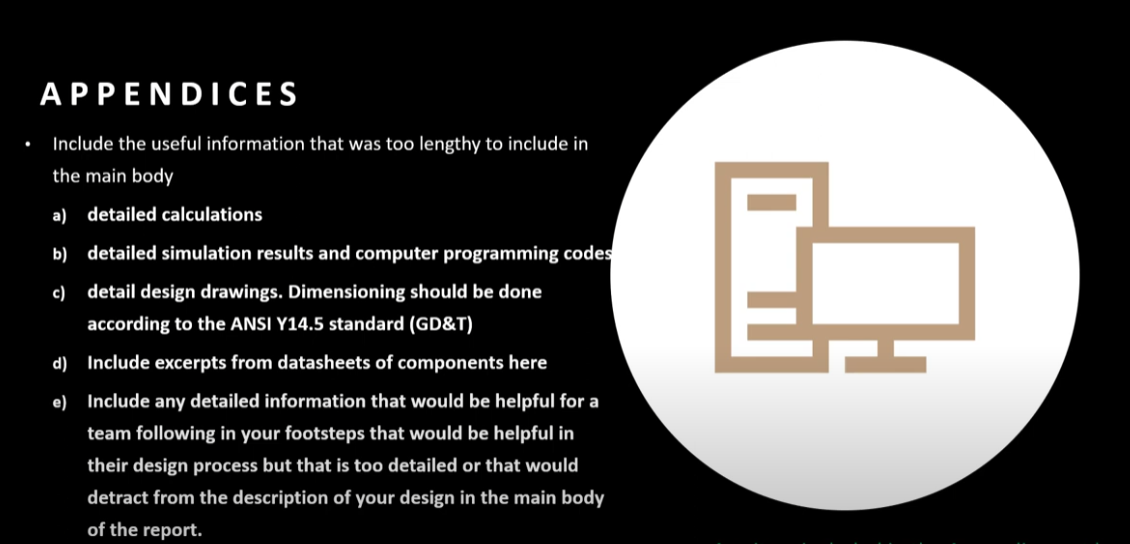 APPENDICES
• Include the useful information that was too lengthy to include in
the main body
a) detailed calculations
b) detailed simulation results and computer programming codes
c) detail design drawings. Dimensioning should be done
according to the ANSI Y14.5 standard (GD&T)
d) Include excerpts from datasheets of components here
e) Include any detailed information that would be helpful for a
team following in your footsteps that would be helpful in
their design process but that is too detailed or that would
detract from the description of your design in the main body
of the report.